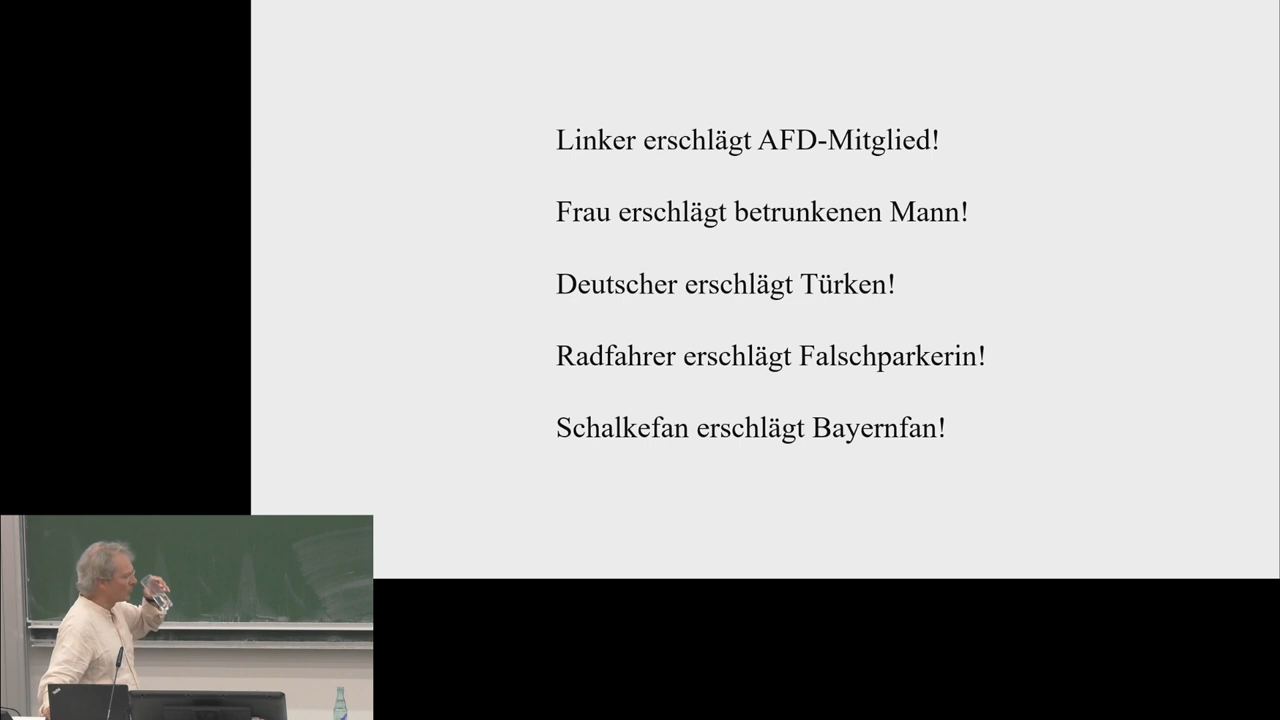 Linker erschlägt AFD-Mitglied!
Frau erschlägt betrunkenen Mann!
Deutscher erschlägt Türken!
Radfahrer erschlägt Falschparkerin!
Schalkefan erschlägt Bayernfan!